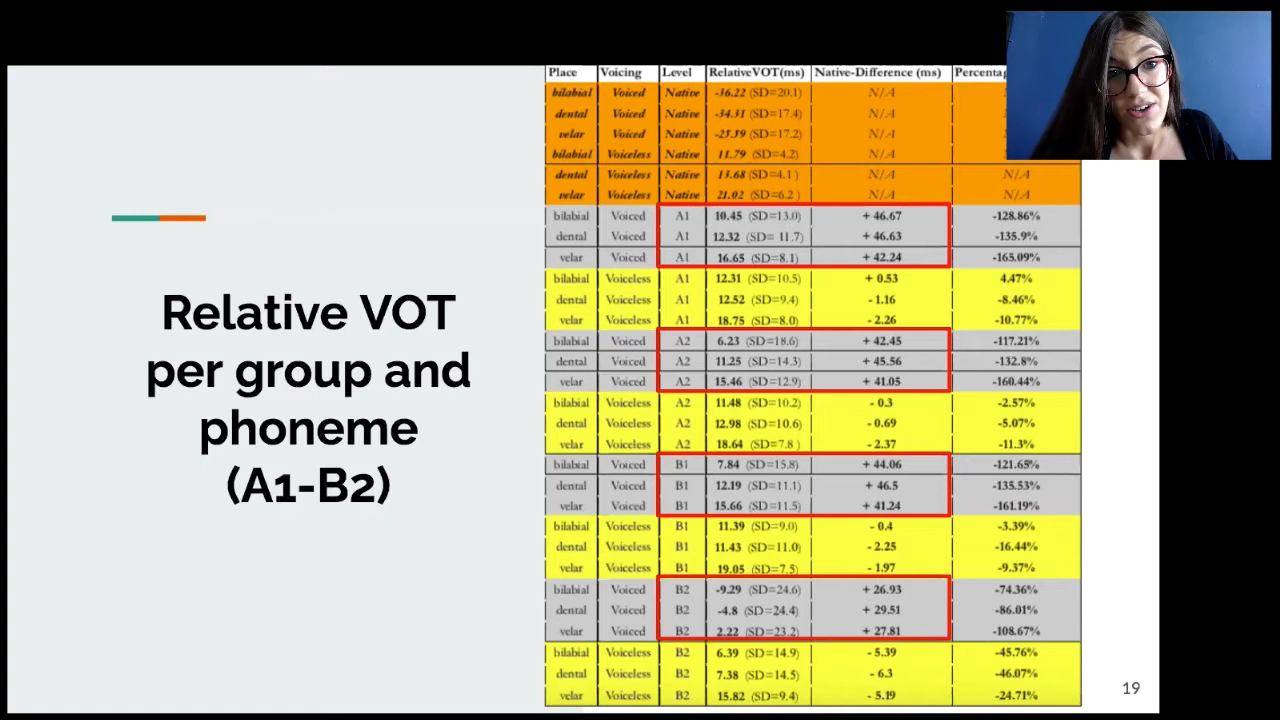 Relative VOT
per group and
phoneme
(A1-B2)
Place Voicing Level RelativeVOT(ms) Native-Difference (ms)
bilabial Voiced Native -36.22 (SD=20.1) N/A
dental Voiced Native -34.31 (SD=17.4) N/A
velar Voiced Native -25.59 (SD=17.2) N/A
bilabial Voiceless Native 11.79 (SD=4.2) N/A
dental Voiceless Native 13.68 (SD=4.1 ) N/A N/A
velar Voiceless Native 21.02 (SD=6.2 ) N/A N/A
bilabial Voiced A1 10.45 (SD=13.0) + 46.67 -128.86%
dental Voiced A1 12.32 (SD= 11.7) + 46.63 -135.9%
velar Voiced A1 16.65 (SD=8.1) + 42.24 -165.09%
bilabial Voiceless A1 12.31 (SD=10.5) + 0.53 4.47%
dental Voiceless A1 12.52 (SD=9.4) - 1.16 -8.46%
velar Voiceless A1 18.75 (SD=8.0) - 2.26 -10.77%
bilabial Voiced A2 6.23 (SD=18.6) + 42.45 -117.21%
dental Voiced A2 11.25 (SD=14.3) + 45.56 -132.8%
velar Voiced A2 15.46 (SD=12.9) + 41.05 -160.44%
bilabial Voiceless A2 11.48 (SD=10.2) - 0.3 -2.57%
dental Voiceless A2 12.98 (SD=10.6) - 0.69 -5.07%
velar Voiceless A2 18.64 (SD=7.8 ) - 2.37 -11.3%
bilabial Voiced B1 7.84 (SD=15.8) + 44.06 -121.65%
dental Voiced B1 12.19 (SD=11.1) + 46.5 -135.53%
velar Voiced B1 15.66 (SD=11.5) + 41.24 -161.19%
bilabial Voiceless B1 11.39 (SD=9.0) - 0.4 -3.39%
dental Voiceless B1 11.43 (SD=11.0) - 2.25 -16.44%
velar Voiceless B1 19.05 (SD=7.5) - 1.97 -9.37%
bilabial Voiced B2 -9.29 (SD=24.6) + 26.93 -74.36%
dental Voiced B2 -4.8 (SD=24.4) + 29.51 -86.01%
velar Voiced B2 2.22 (SD=23.2) + 27.81 -108.67%
bilabial Voiceless B2 6.39 (SD=14.9) - 5.39 -45.76%
dental Voiceless B2 7.38 (SD=14.5) - 6.3 -46.07%
velar Voiceless B2 15.82 (SD=9.4) - 5.19 -24.71%
19